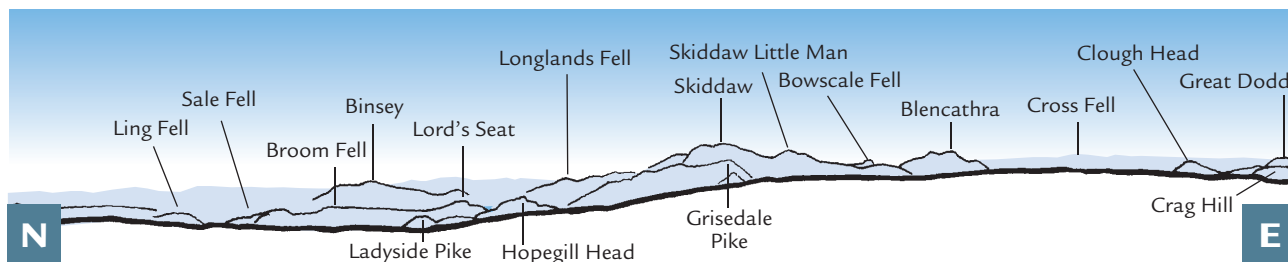 Longlands Fell
Skiddaw Little Man
Clough Head
Bowscale Fell
Great Dodd
Skiddaw
Sale Fell
Binsey
Blencathra
Cross Fell
Ling Fell
Lord's Seat
Broom Fell
Crag Hill
Grisedale
Pike
N
E
Ladyside Pike
Hopegill Head